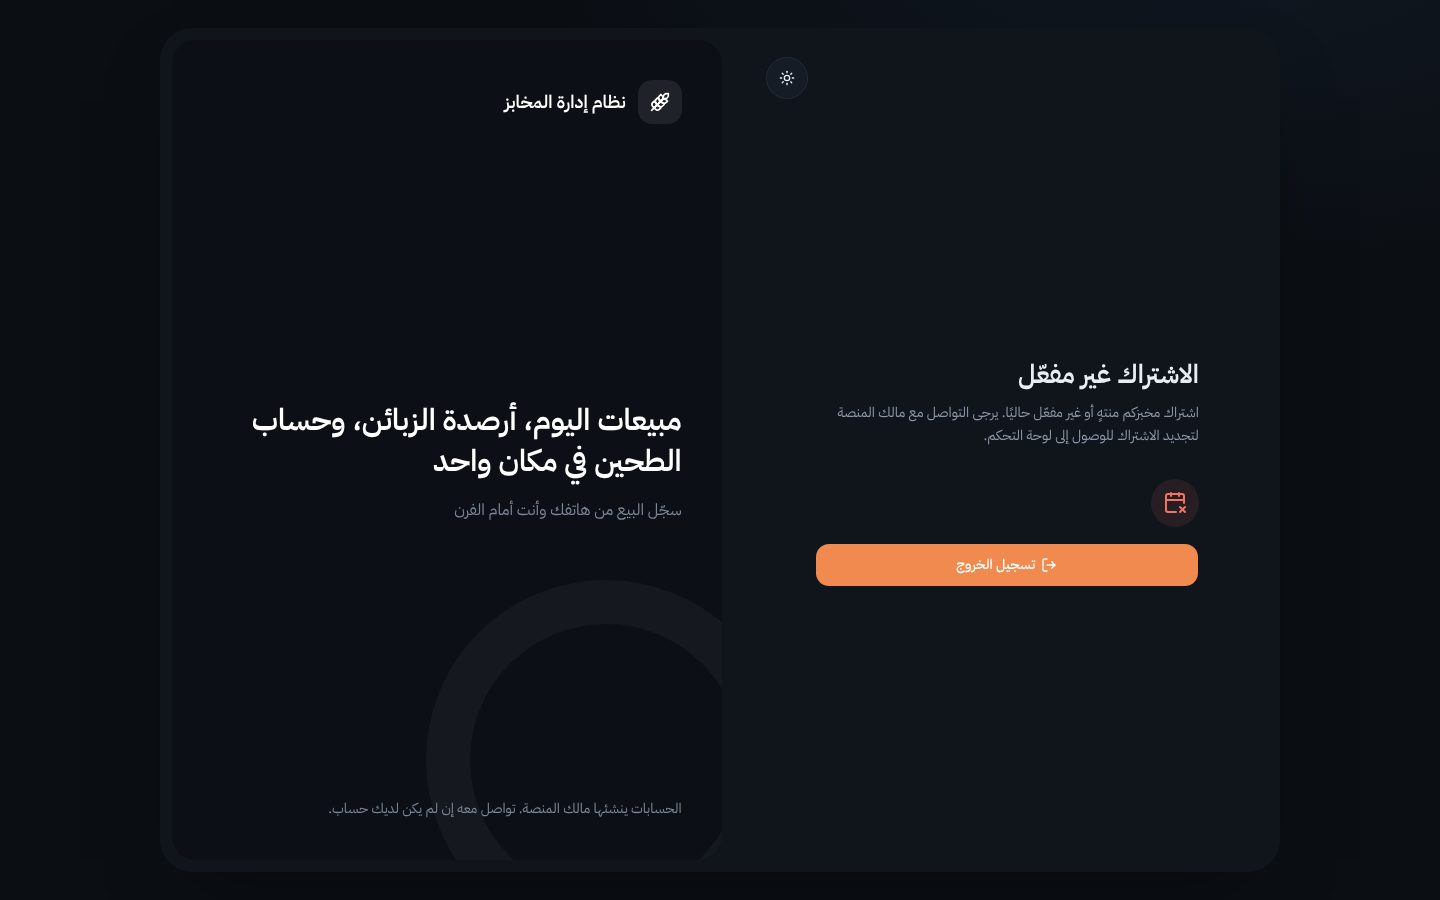 الاشتراك غير مفعّل
اشتراك مخبزكم منتهٍ أو غير مفعّل حاليًا. يرجى التواصل مع مالك المنصة
لتجديد الاشتراك للوصول إلى لوحة التحكم.
تسجيل الخروج
نظام إدارة المخابز
مبيعات اليوم، أرصدة الزبائن، وحساب
الطحين في مكان واحد
سجّل البيع من هاتفك وأنت أمام الفرن
الحسابات ينشئها مالك المنصة. تواصل معه إن لم يكن لديك حساب.